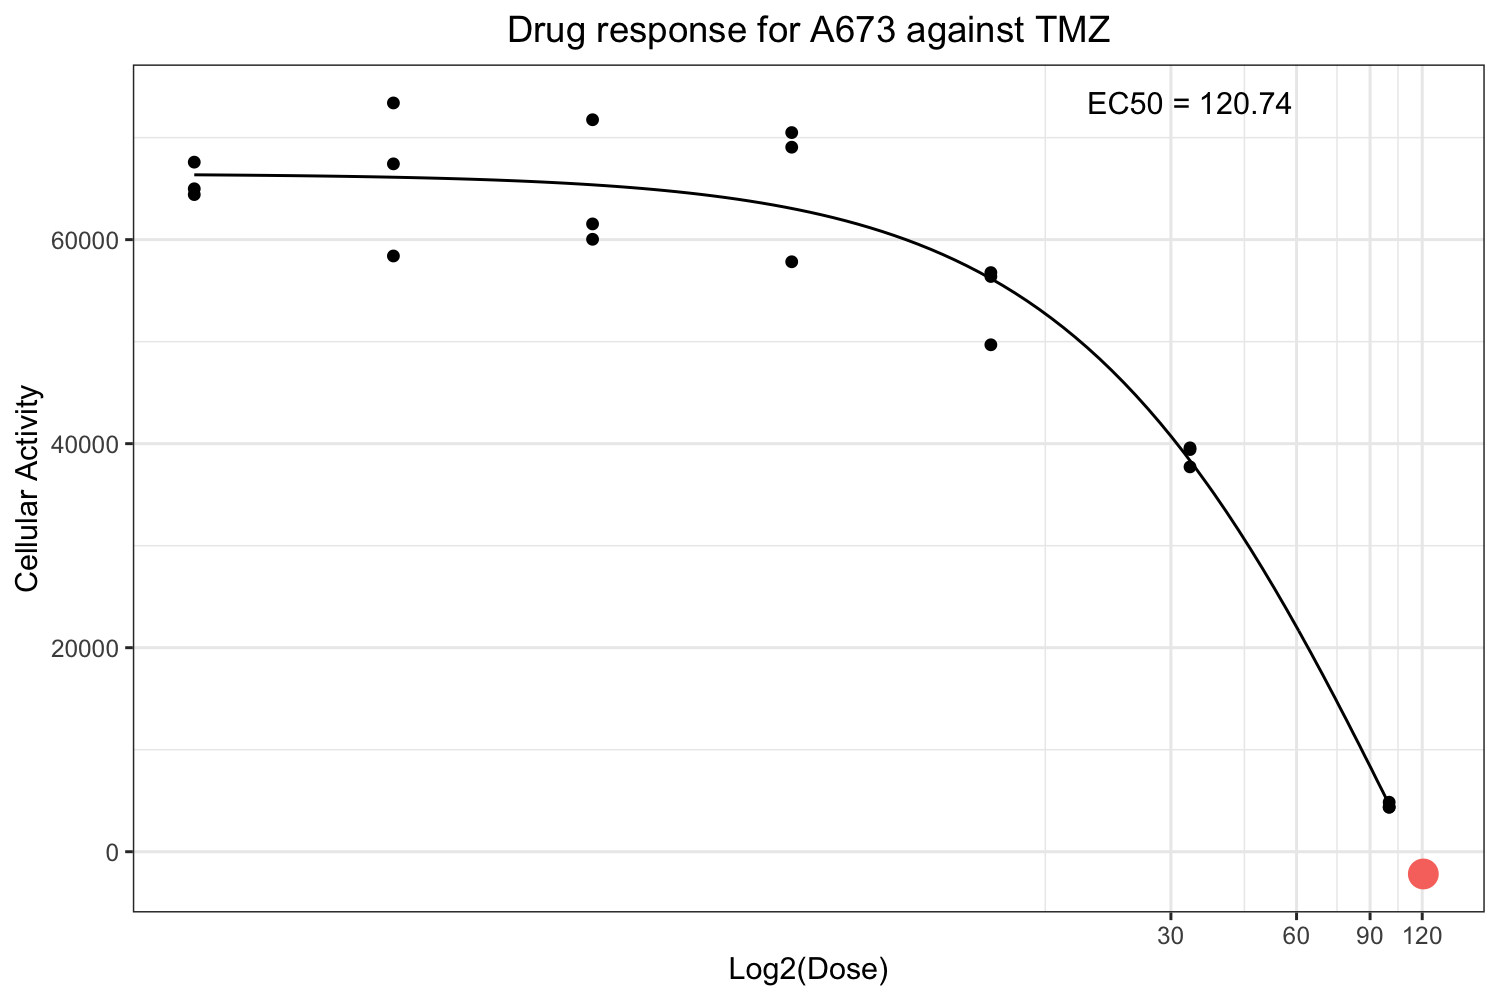 Drug response for A673 against TMZ
EC50 = 120.74
Cellular Activity
60000
40000
20000
0
30 60 90 120
Log2(Dose)